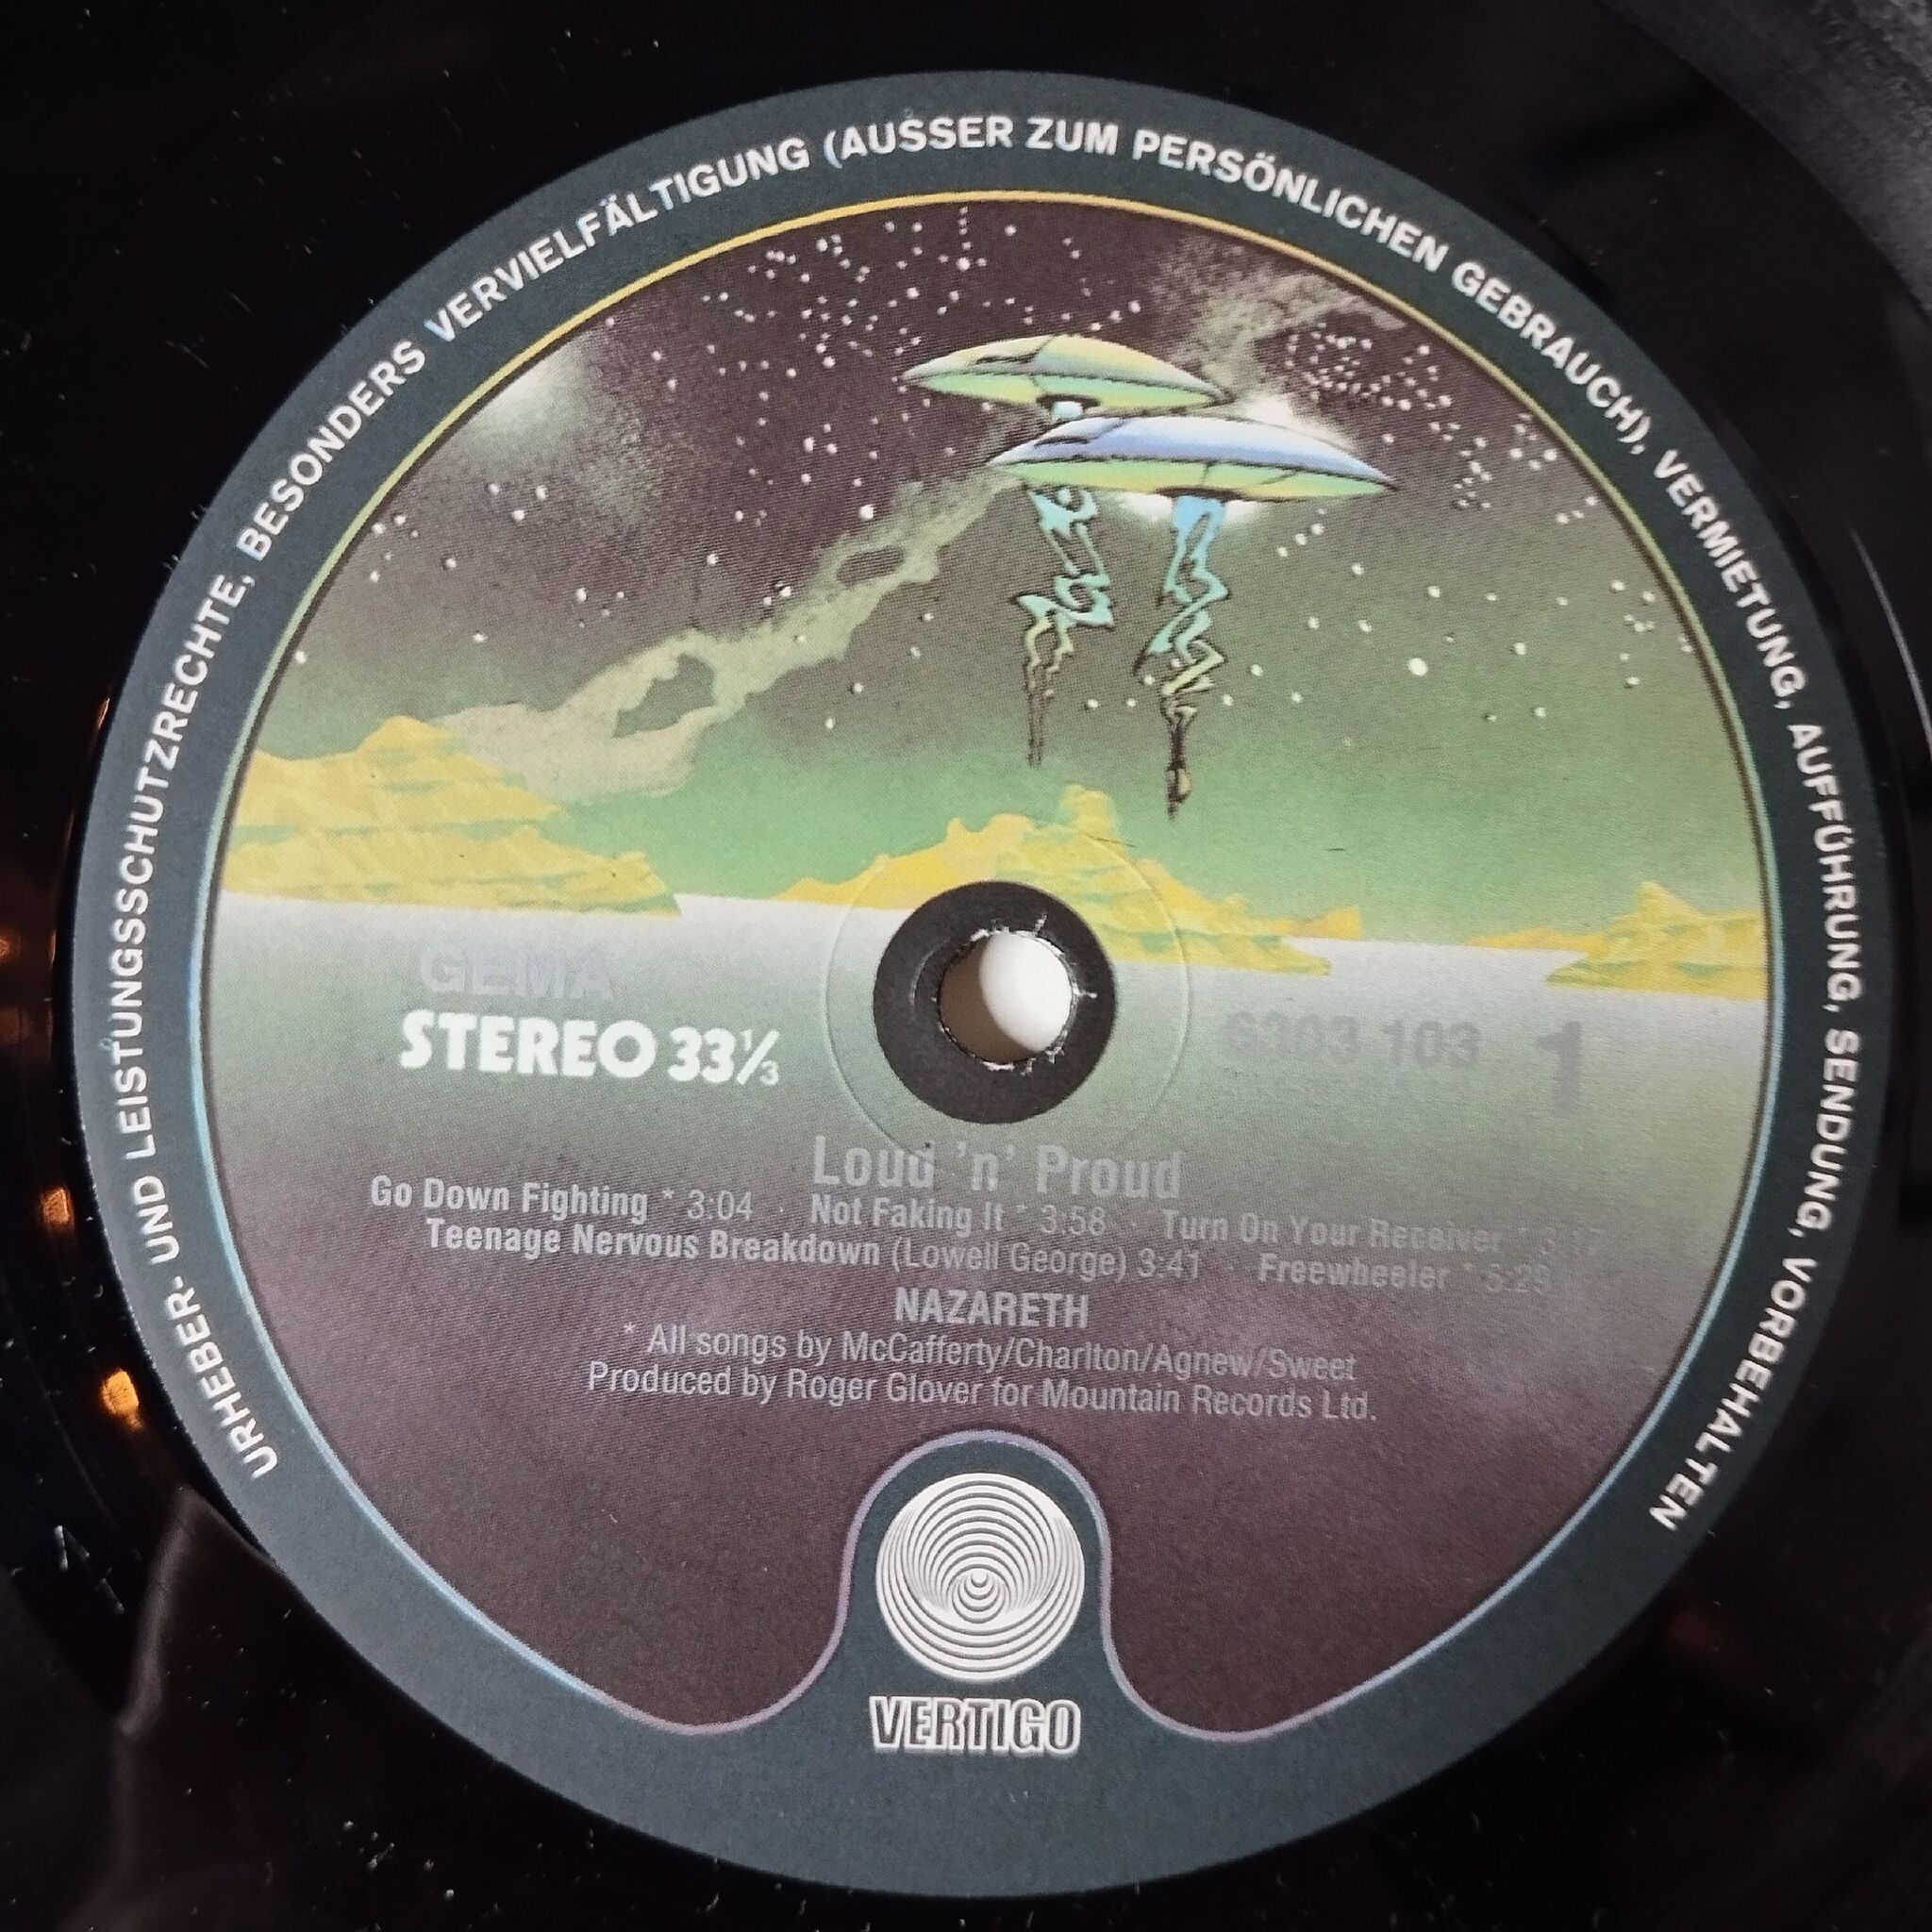 URHEBER- UND LEISTUNGSSCHUTZRECHTE, BESONDERS VERVIELFÄLTIGUNG (AUSSER ZUM PERSÖNLICHEN GEBRAUCH), VERMIETUNG, AUFFÜHRUNG, SENDUNG, VORBEHALTEN
GEMA
STEREO 33⅓
6303 103 1
Loud 'n' Proud
Go Down Fighting * 3:04 · Not Faking It * 3:58 · Turn On Your Receiver * 3:17
Teenage Nervous Breakdown (Lowell George) 3:41 · Freewheeler * 5:29
NAZARETH
* All songs by McCafferty/Charlton/Agnew/Sweet
Produced by Roger Glover for Mountain Records Ltd.
VERTIGO